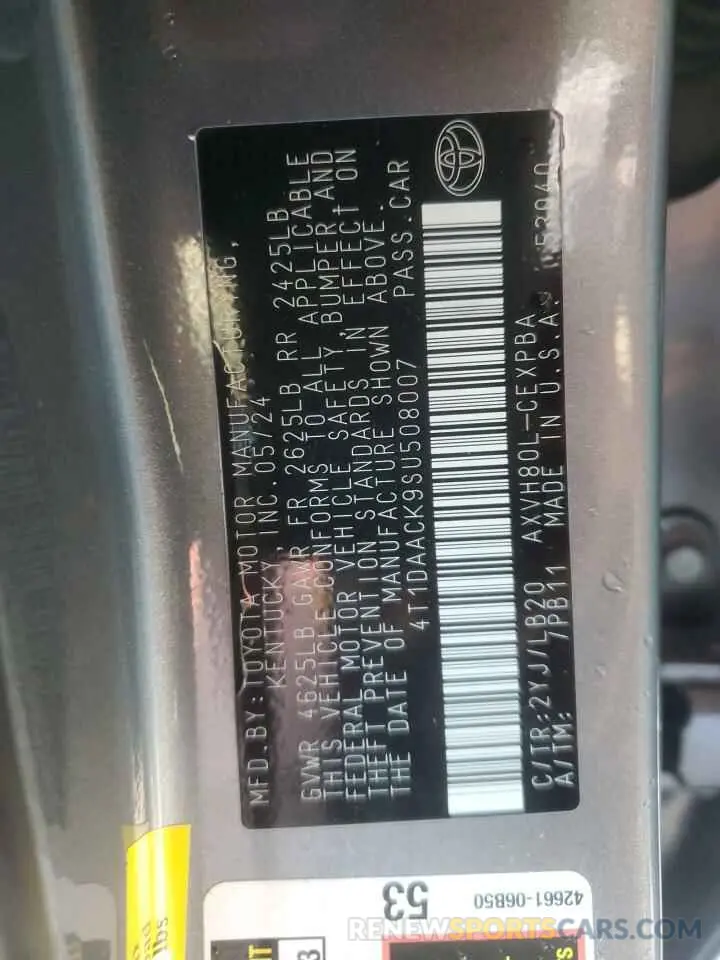 MFD.BY:TOYOTA MOTOR MANUFACTURING,
KENTUCKY, INC.05/24
GVWR 4625LB GAWR FR 2625LB RR 2425LB
THIS VEHICLE CONFORMS TO ALL APPLICABLE
FEDERAL MOTOR VEHICLE SAFETY, BUMPER AND
THEFT PREVENTION STANDARDS IN EFFECT ON
THE DATE OF MANUFACTURE SHOWN ABOVE.
4T1DAACK9SU508007 PASS.CAR
C/TR:2YJ/LB20 AXVH80L-CEXPBA 53040
A/TM: 7PB11 MADE IN U.S.A.
53
42661-06B50
lbs
RENEWSPORTSCARS.COM